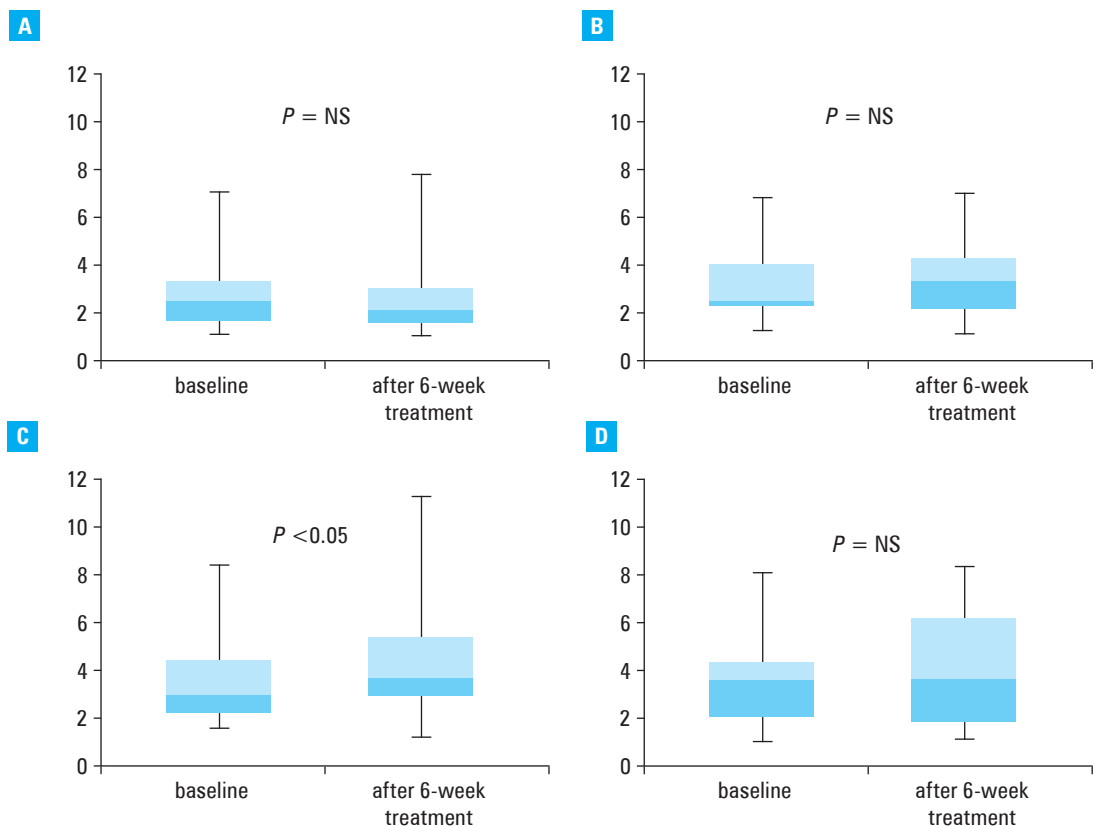 A
12
10
8
6
4
2
0
P = NS
baseline
after 6-week
treatment
B
12
10
8
6
4
2
0
P = NS
baseline
after 6-week
treatment
C
12
10
8
6
4
2
0
P <0.05
baseline
after 6-week
treatment
D
12
10
8
6
4
2
0
P = NS
baseline
after 6-week
treatment